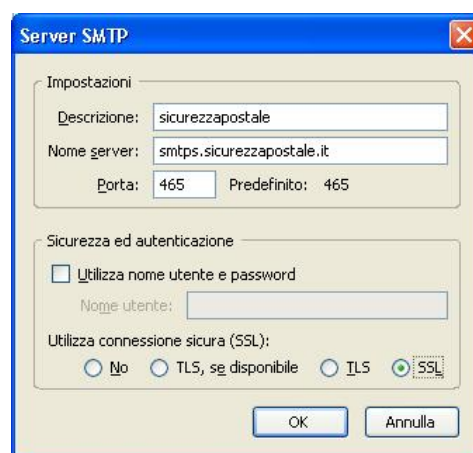 Server SMTP
Impostazioni
Descrizione: sicurezzapostale
Nome server: smtps.sicurezzapostale.it
Porta: 465 Predefinito: 465
Sicurezza ed autenticazione
Utilizza nome utente e password
Nome utente:
Utilizza connessione sicura (SSL):
No TLS, se disponibile TLS SSL
OK Annulla